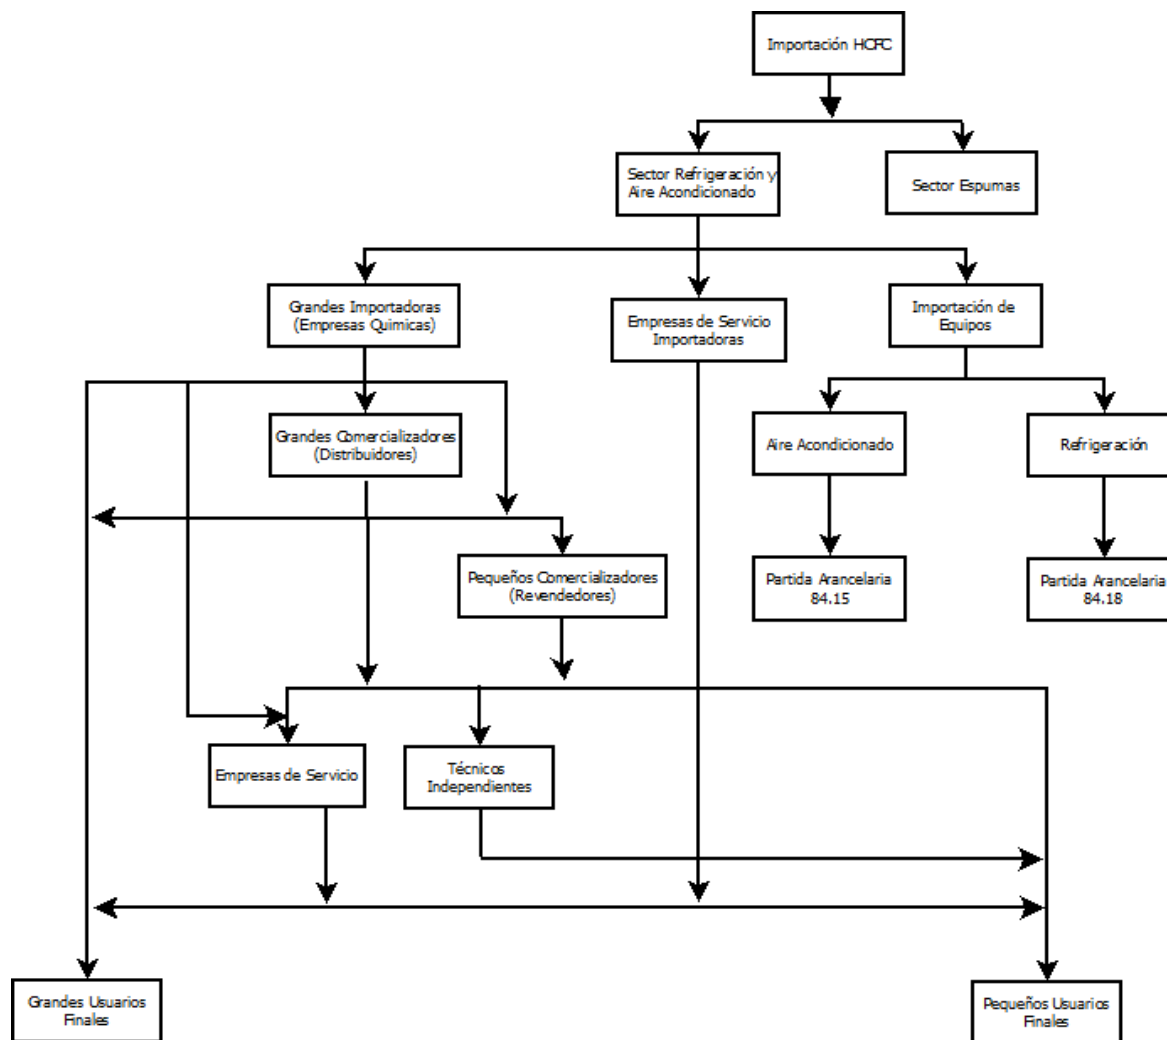 Importación HCFC
Sector Refrigeración y
Aire Acondicionado
Sector Espumas
Grandes Importadoras
(Empresas Quimicas)
Empresas de Servicio
Importadoras
Importación de
Equipos
Grandes Comercializadores
(Distribuidores)
Aire Acondicionado
Refrigeración
Pequeños Comercializadores
(Revendedores)
Partida Arancelaria
84.15
Partida Arancelaria
84.18
Empresas de Servicio
Técnicos
Independientes
Grandes Usuarios
Finales
Pequeños Usuarios
Finales